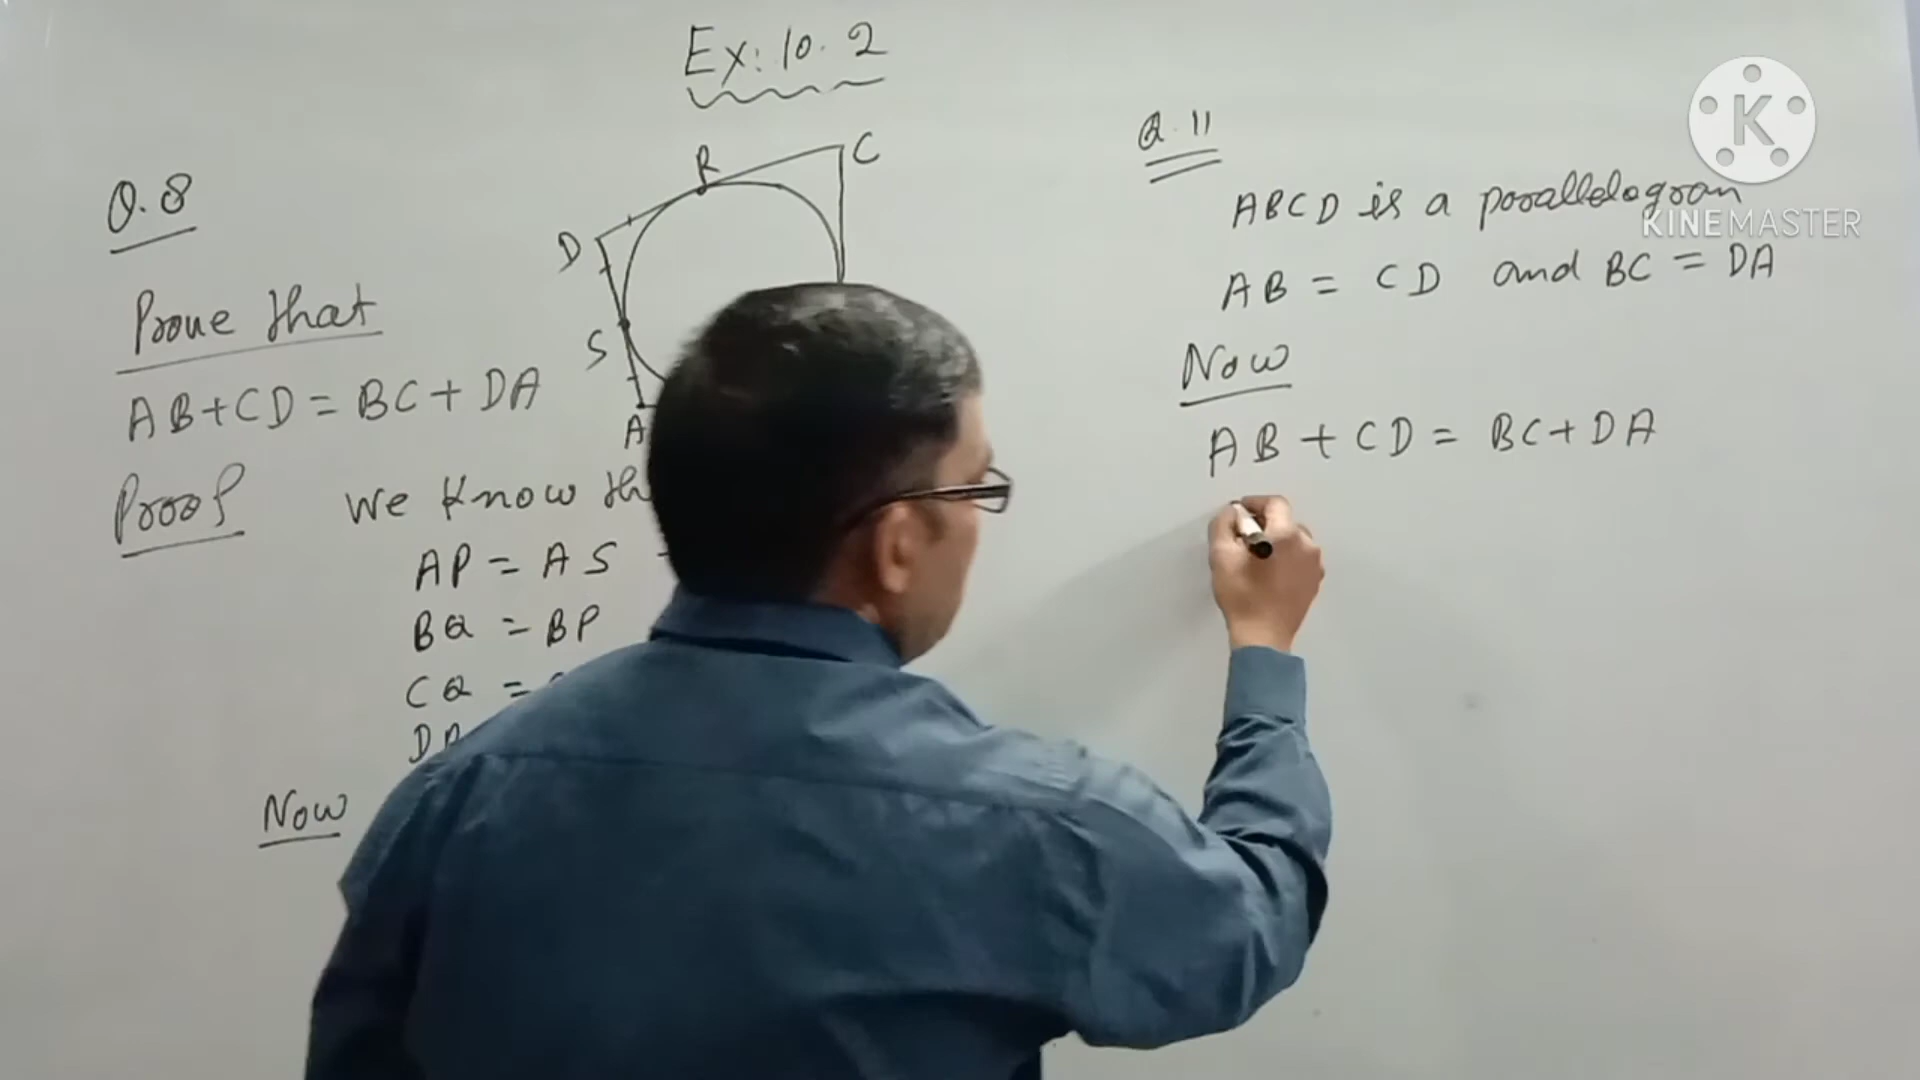 Ex: 10.2
Q.8
Prove that
AB+CD = BC+DA
Proof We Know
AP = AS
BQ = BP
CQ =
Now
R
C
D
S
A
Q.11
ABCD is a parallelogram
AB = CD and BC = DA
Now
AB + CD = BC + DA
K
KINEMASTER